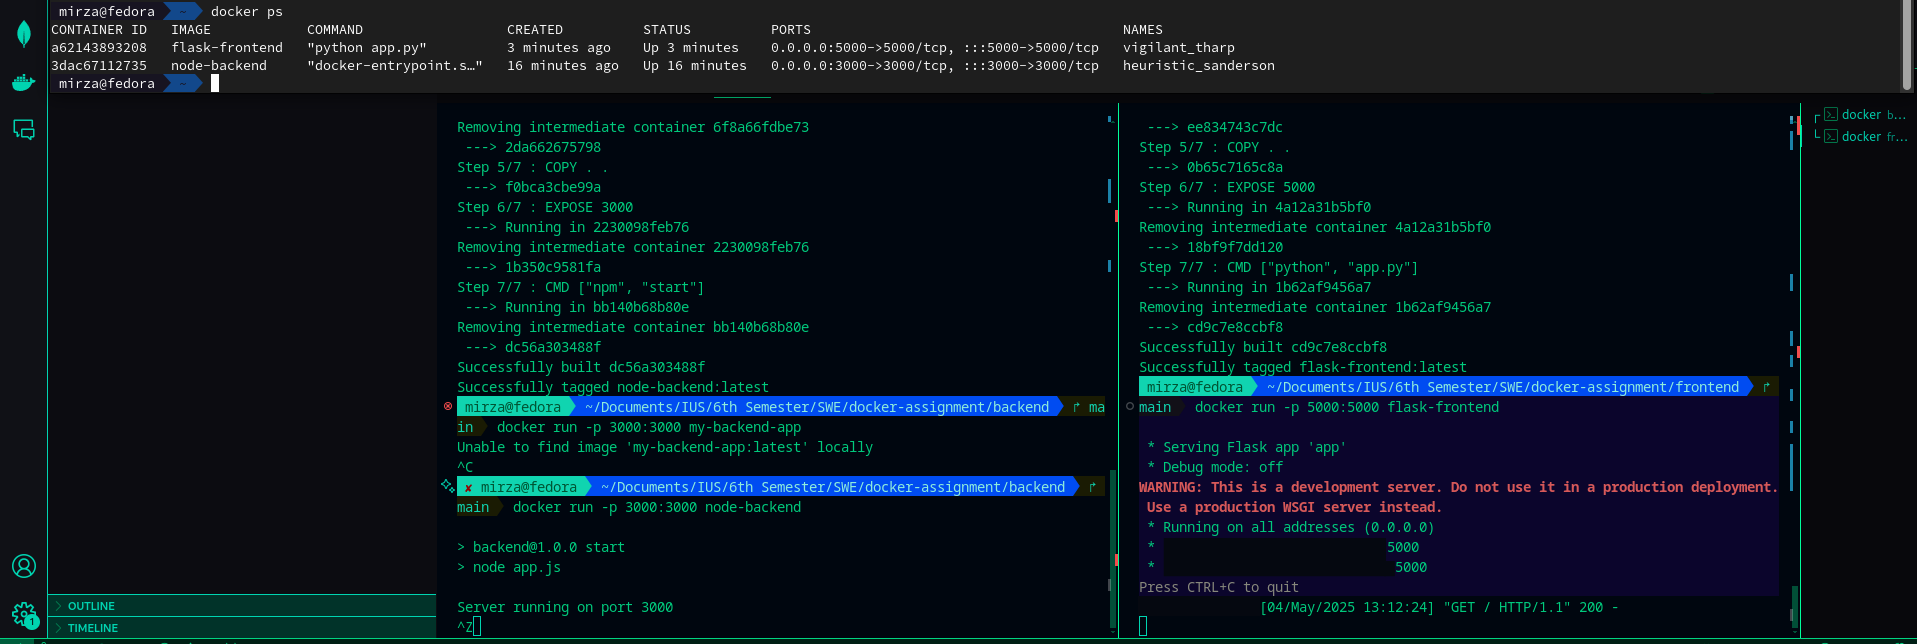 mirza@fedora ~ docker ps
CONTAINER ID   IMAGE            COMMAND                  CREATED          STATUS          PORTS                                       NAMES
a62143893208   flask-frontend   "python app.py"          3 minutes ago    Up 3 minutes    0.0.0.0:5000->5000/tcp, :::5000->5000/tcp   vigilant_tharp
3dac67112735   node-backend     "docker-entrypoint.s…"   16 minutes ago   Up 16 minutes   0.0.0.0:3000->3000/tcp, :::3000->3000/tcp   heuristic_sanderson
mirza@fedora ~
Removing intermediate container 6f8a66fdbe73
---> 2da662675798
Step 5/7 : COPY . .
---> f0bca3cbe99a
Step 6/7 : EXPOSE 3000
---> Running in 2230098feb76
Removing intermediate container 2230098feb76
---> 1b350c9581fa
Step 7/7 : CMD ["npm", "start"]
---> Running in bb140b68b80e
Removing intermediate container bb140b68b80e
---> dc56a303488f
Successfully built dc56a303488f
Successfully tagged node-backend:latest
mirza@fedora ~/Documents/IUS/6th Semester/SWE/docker-assignment/backend ma
in docker run -p 3000:3000 my-backend-app
Unable to find image 'my-backend-app:latest' locally
^C
✘ mirza@fedora ~/Documents/IUS/6th Semester/SWE/docker-assignment/backend
main docker run -p 3000:3000 node-backend
> backend@1.0.0 start
> node app.js
Server running on port 3000
^Z
---> ee834743c7dc
Step 5/7 : COPY . .
---> 0b65c7165c8a
Step 6/7 : EXPOSE 5000
---> Running in 4a12a31b5bf0
Removing intermediate container 4a12a31b5bf0
---> 18bf9f7dd120
Step 7/7 : CMD ["python", "app.py"]
---> Running in 1b62af9456a7
Removing intermediate container 1b62af9456a7
---> cd9c7e8ccbf8
Successfully built cd9c7e8ccbf8
Successfully tagged flask-frontend:latest
mirza@fedora ~/Documents/IUS/6th Semester/SWE/docker-assignment/frontend
main docker run -p 5000:5000 flask-frontend
* Serving Flask app 'app'
* Debug mode: off
WARNING: This is a development server. Do not use it in a production deployment.
Use a production WSGI server instead.
* Running on all addresses (0.0.0.0)
* 5000
* 5000
Press CTRL+C to quit
[04/May/2025 13:12:24] "GET / HTTP/1.1" 200 -
docker b...
docker fr...
1
OUTLINE
TIMELINE